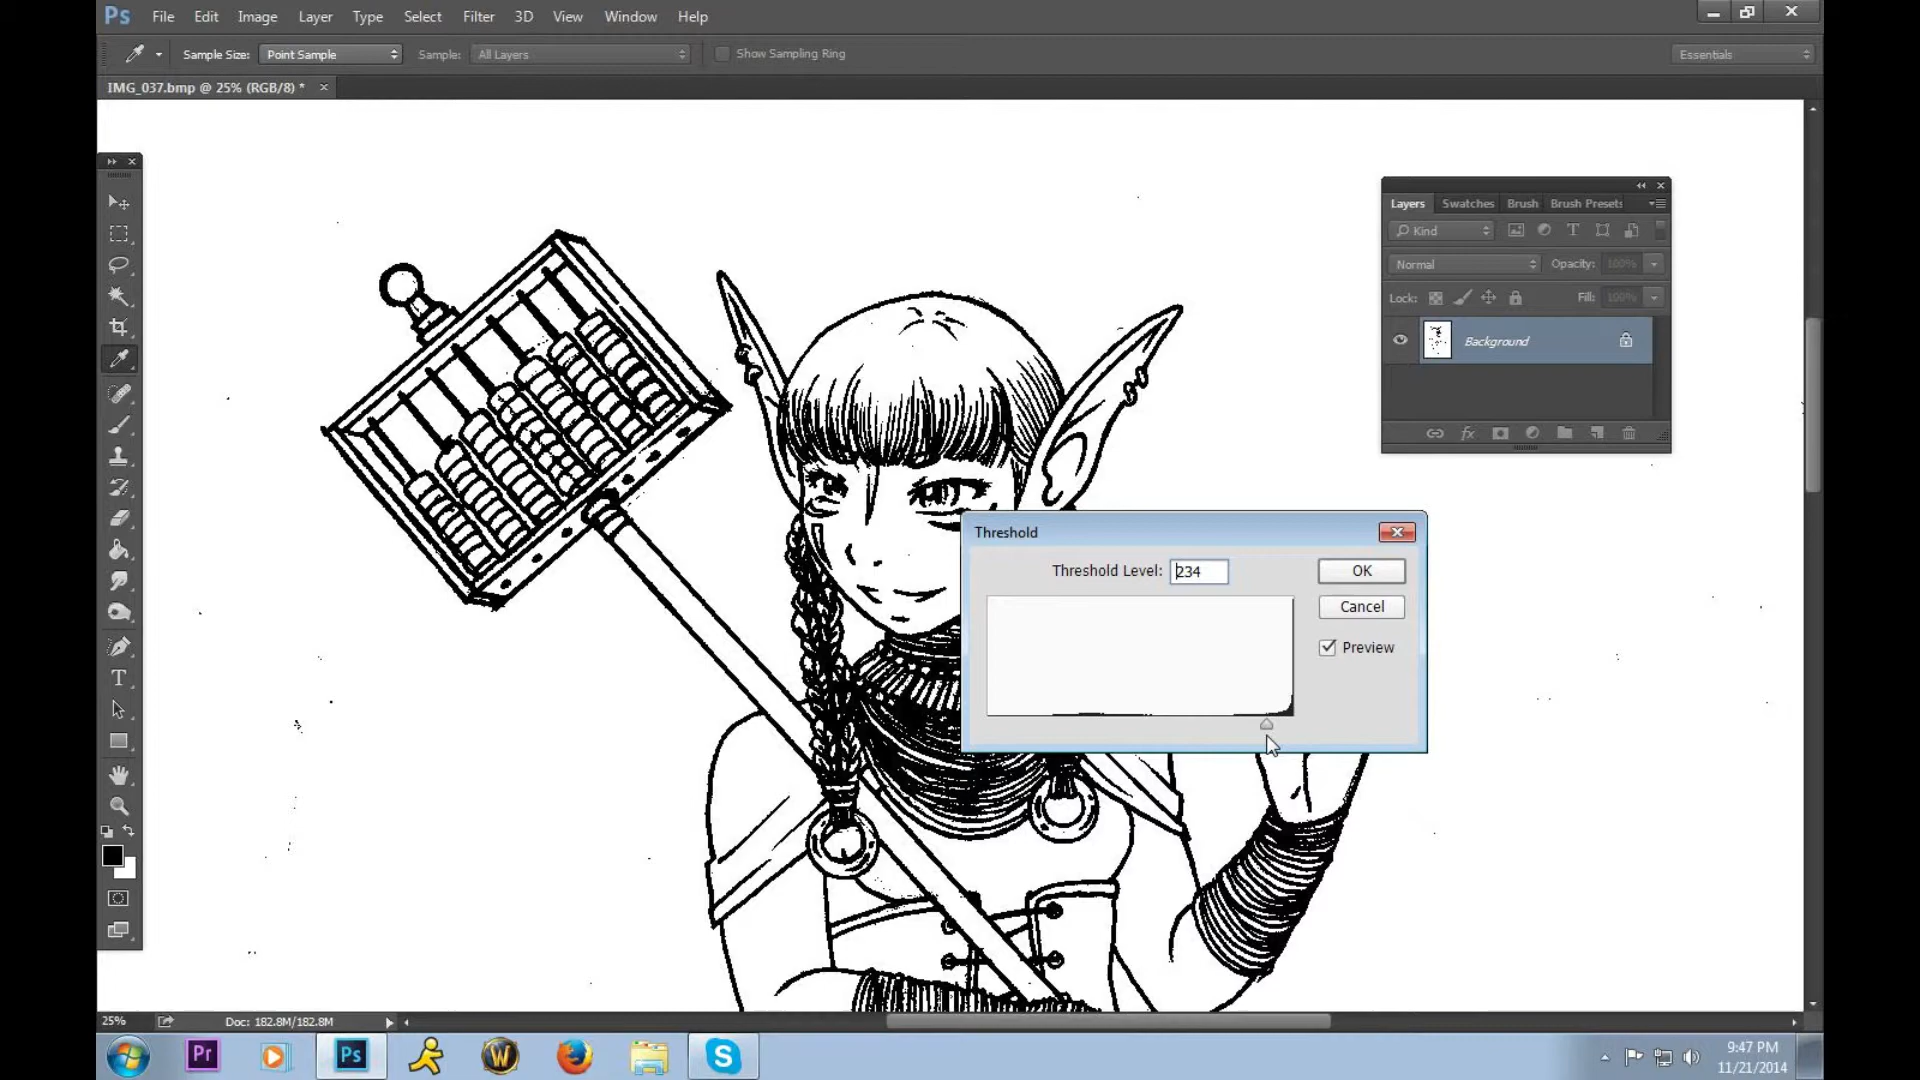 Ps File Edit Image Layer Type Select Filter 3D View Window Help
Sample Size: Point Sample Sample: All Layers Show Sampling Ring Essentials
IMG_037.bmp @ 25% (RGB/8) * ×
Layers Swatches Brush Brush Presets
Kind
Normal Opacity: 100%
Lock: Fill: 100%
Background
fx
Threshold
Threshold Level: 234 OK
Cancel
Preview
T
25% Doc: 182.8M/182.8M
Pr Ps W S
9:47 PM
11/21/2014